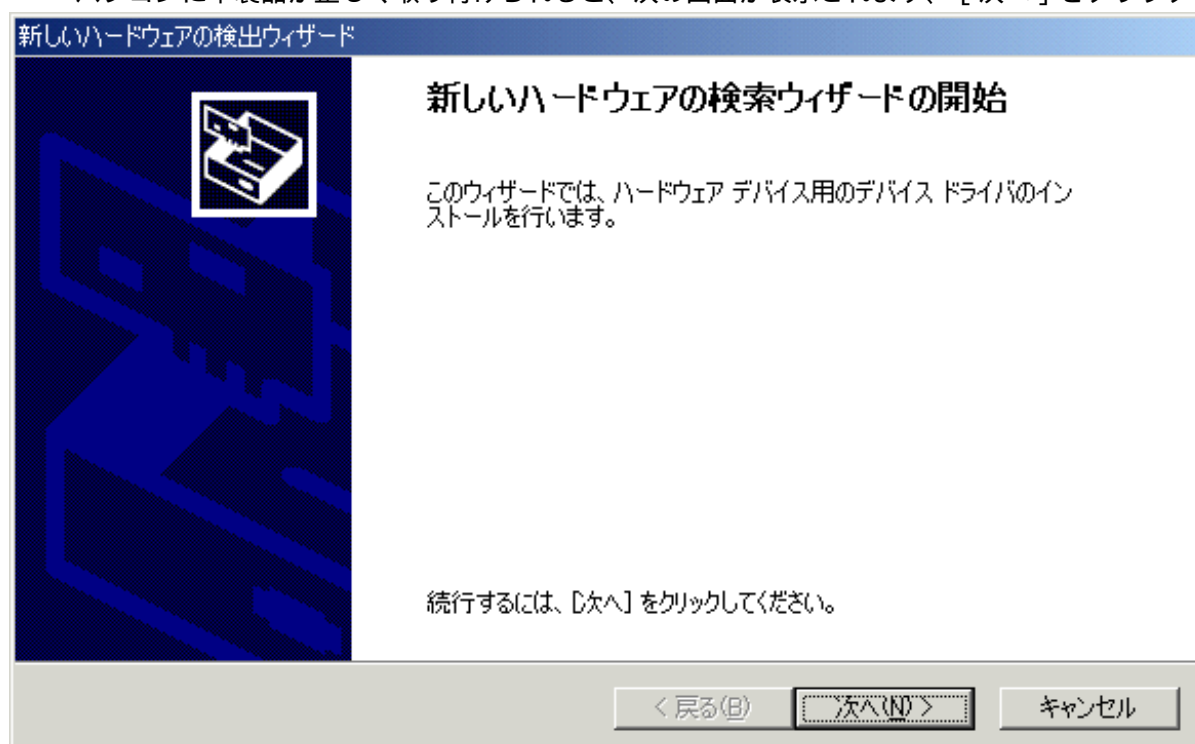 新しいハードウェアの検出ウィザード
新しいハードウェアの検索ウィザードの開始
このウィザードでは、ハードウェア デバイス用のデバイス ドライバのイン
ストールを行います。
続行するには、[次へ] をクリックしてください。
< 戻る(B)
次へ(N) >
キャンセル